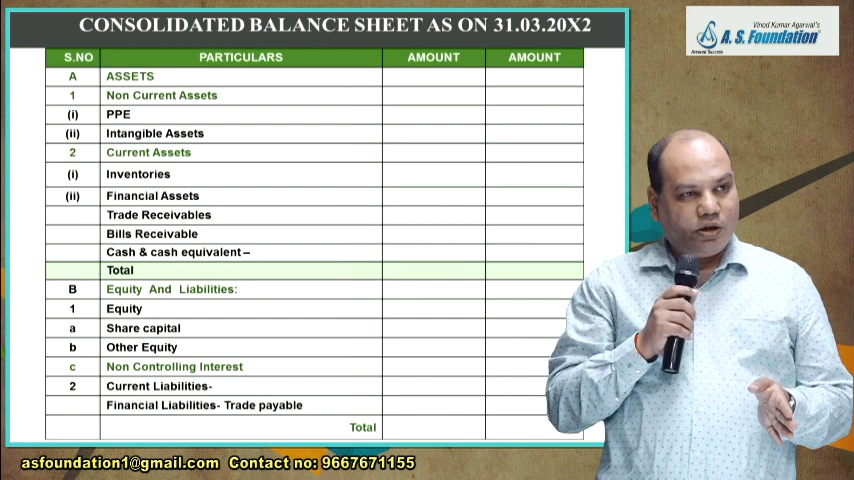 CONSOLIDATED BALANCE SHEET AS ON 31.03.20X2
Vinod Kumar Agarwal's
A. S. Foundation®
Assured Success
S.NO PARTICULARS AMOUNT AMOUNT
A ASSETS
1 Non Current Assets
(i) PPE
(ii) Intangible Assets
2 Current Assets
(i) Inventories
(ii) Financial Assets
Trade Receivables
Bills Receivable
Cash & cash equivalent –
Total
B Equity And Liabilities:
1 Equity
a Share capital
b Other Equity
c Non Controlling Interest
2 Current Liabilities-
Financial Liabilities- Trade payable
Total
asfoundation1@gmail.com Contact no: 9667671155